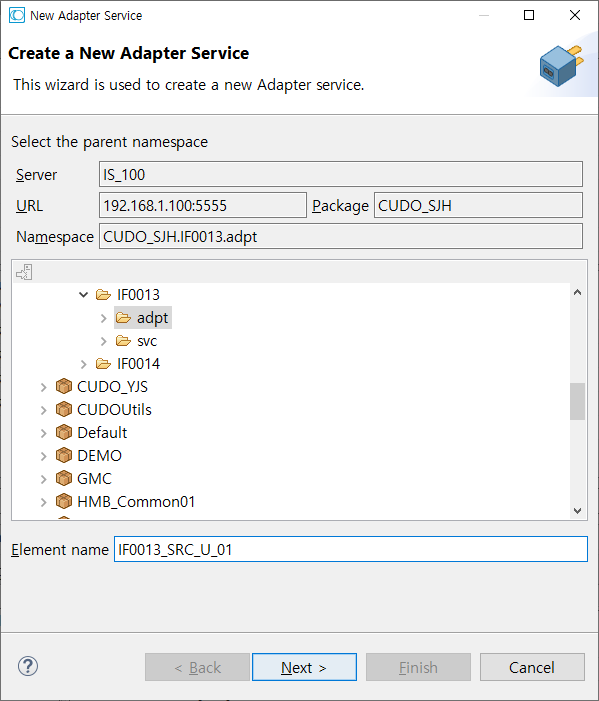 New Adapter Service
Create a New Adapter Service
This wizard is used to create a new Adapter service.
Select the parent namespace
Server IS_100
URL 192.168.1.100:5555 Package CUDO_SJH
Namespace CUDO_SJH.IF0013.adpt
IF0013
adpt
svc
IF0014
CUDO_YJS
CUDOUtils
Default
DEMO
GMC
HMB_Common01
Element name IF0013_SRC_U_01
< Back Next > Finish Cancel